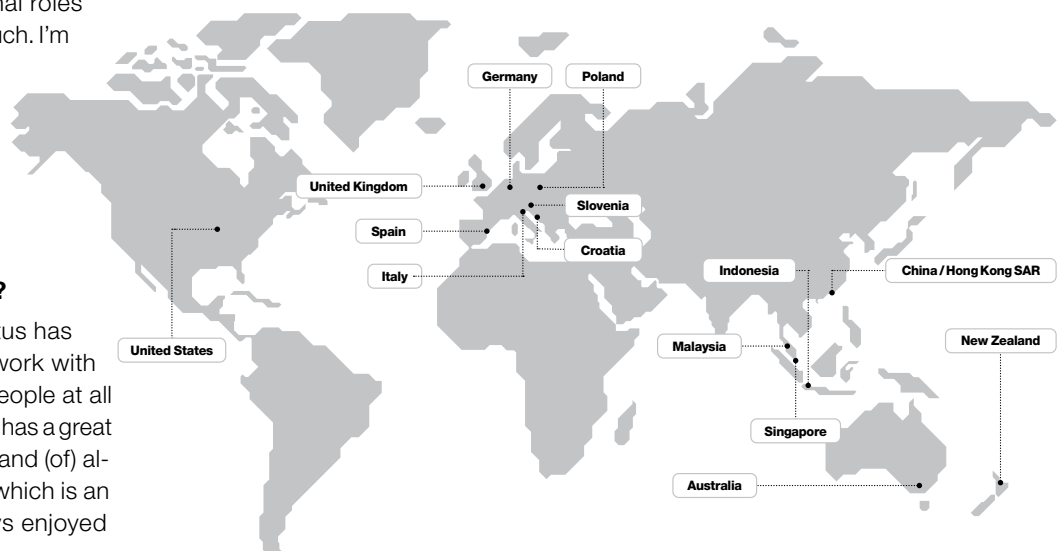 nal roles
uch. I'm
?
tus has
work with
eople at all
has a great
and (of) al-
which is an
s enjoyed
Germany
Poland
United Kingdom
Slovenia
Spain
Croatia
Italy
Indonesia
China / Hong Kong SAR
United States
Malaysia
New Zealand
Singapore
Australia